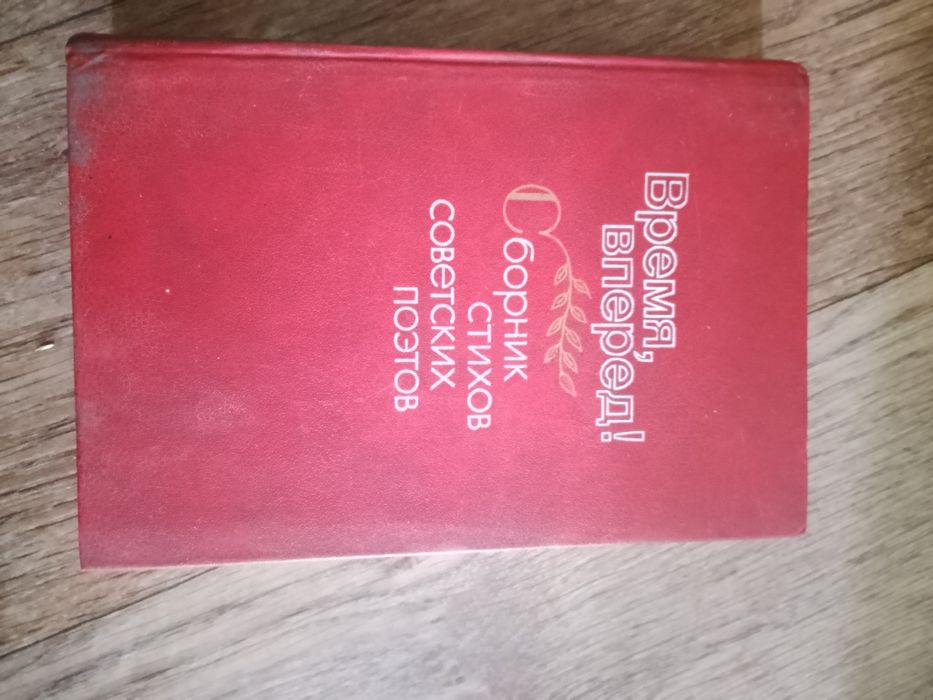 Время,
вперед!
Сборник
стихов
советских
поэтов